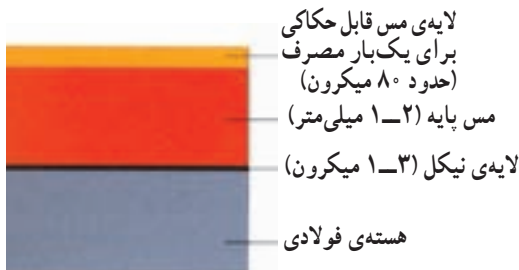 لایه‌ی مس قابل حکاکی
برای یک‌بار مصرف
(حدود ۸۰ میکرون)
مس پایه (۲ــ۱ میلی‌متر)
لایه‌ی نیکل (۳ــ۱ میکرون)
هسته‌ی فولادی